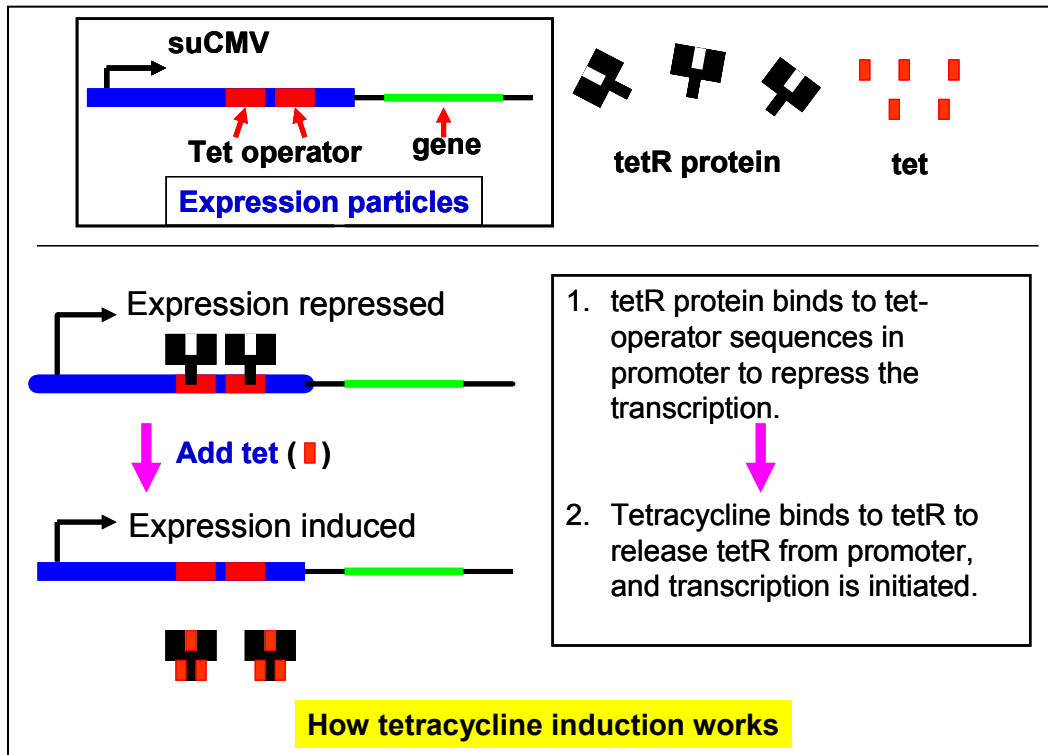 suCMV
Tet operator
gene
Expression particles
tetR protein
tet
Expression repressed
Add tet ( )
Expression induced
1. tetR protein binds to tet-
operator sequences in
promoter to repress the
transcription.
2. Tetracycline binds to tetR to
release tetR from promoter,
and transcription is initiated.
How tetracycline induction works